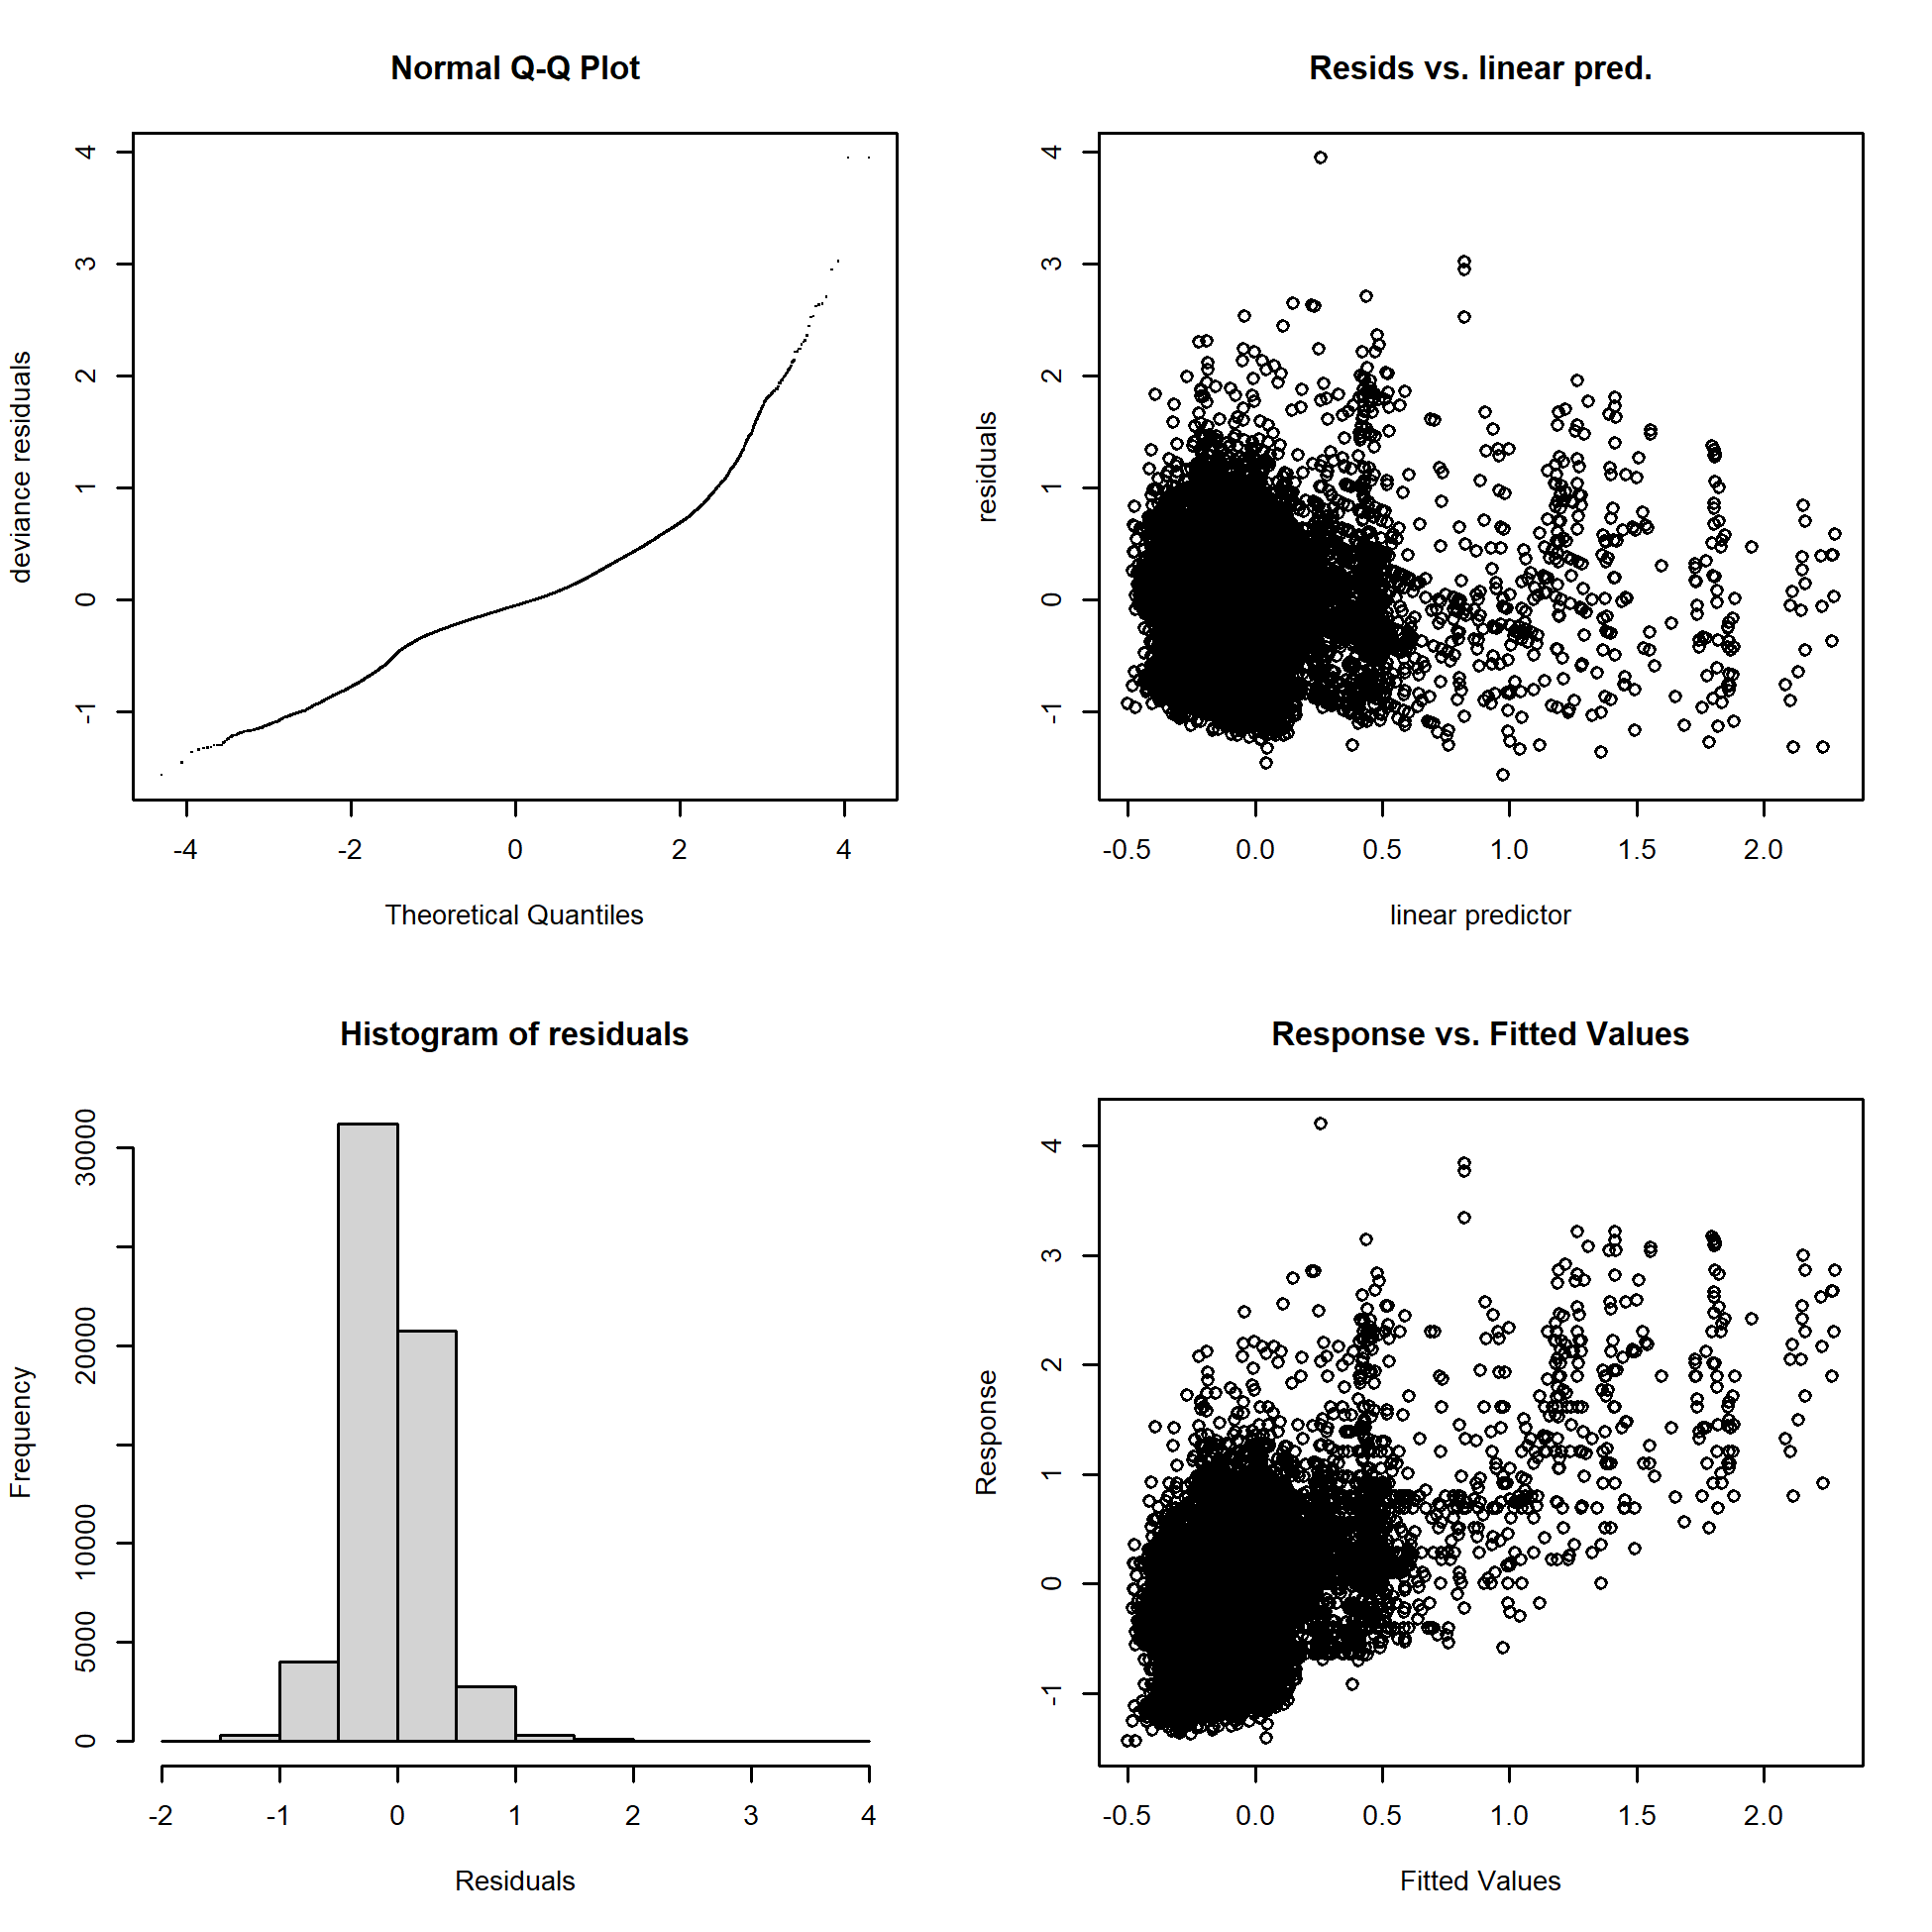 Normal Q-Q Plot
deviance residuals
4
3
2
1
0
-1
-4 -2 0 2 4
Theoretical Quantiles
Resids vs. linear pred.
residuals
4
3
2
1
0
-1
-0.5 0.0 0.5 1.0 1.5 2.0
linear predictor
Histogram of residuals
Frequency
30000
20000
10000
5000
0
-2 -1 0 1 2 3 4
Residuals
Response vs. Fitted Values
Response
4
3
2
1
0
-1
-0.5 0.0 0.5 1.0 1.5 2.0
Fitted Values